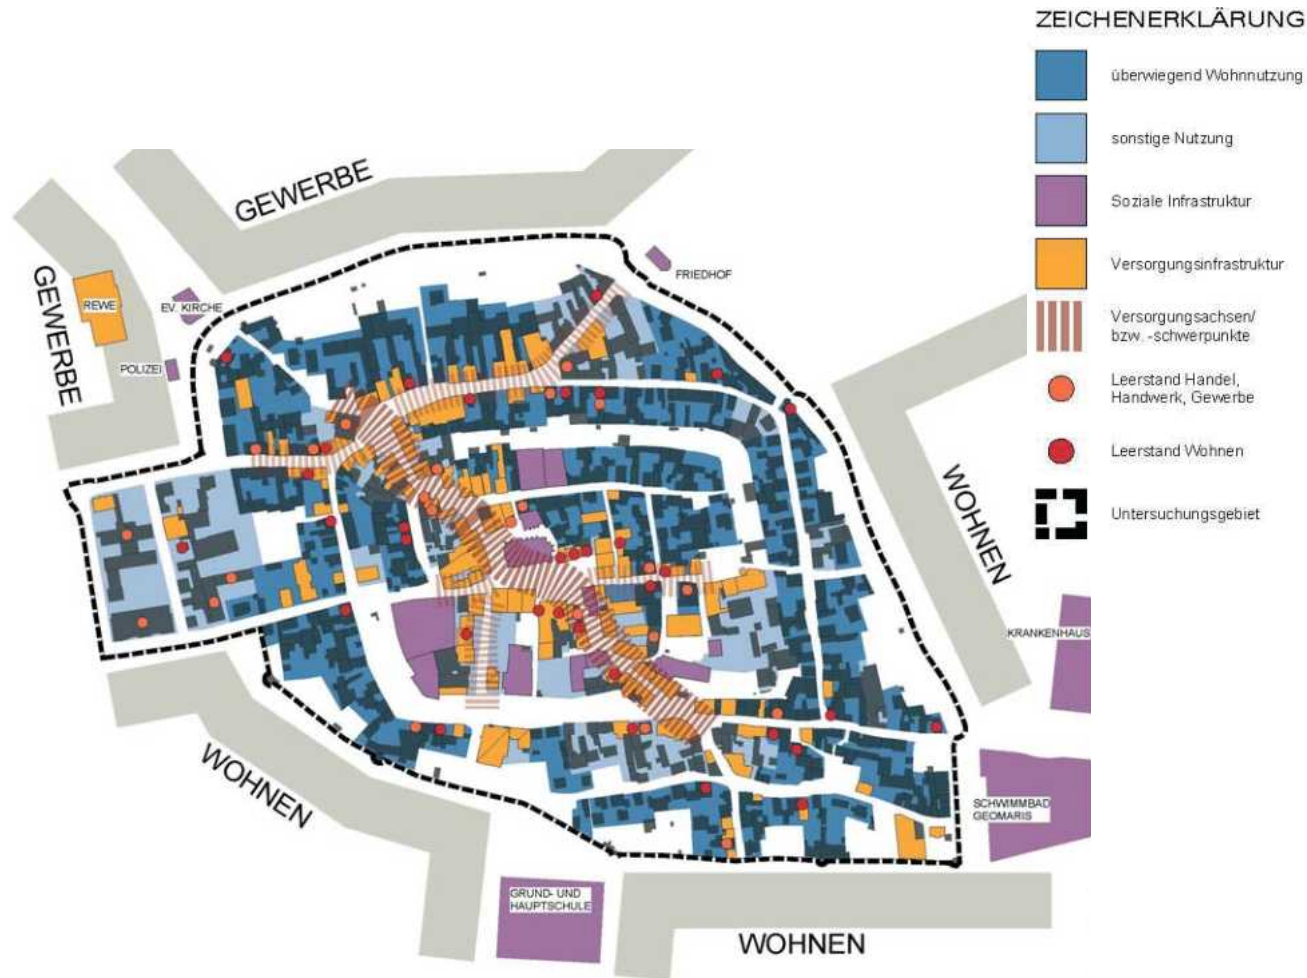 ZEICHENERKLÄRUNG
überwiegend Wohnnutzung
sonstige Nutzung
Soziale Infrastruktur
Versorgungsinfrastruktur
Versorgungsachsen/
bzw. -schwerpunkte
Leerstand Handel,
Handwerk, Gewerbe
Leerstand Wohnen
Untersuchungsgebiet
GEWERBE
GEWERBE
REWE
EV. KIRCHE
POLIZEI
FRIEDHOF
WOHNEN
KRANKENHAUS
WOHNEN
SCHWIMMBAD
GEOMARIS
GRUND- UND
HAUPTSCHULE
WOHNEN